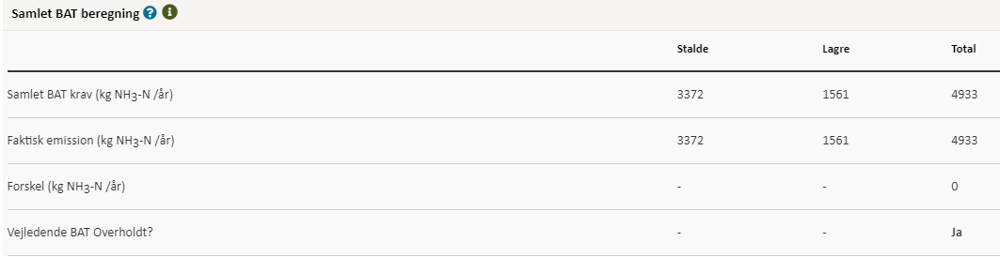 Samlet BAT beregning ? i
Stalde Lagre Total
Samlet BAT krav (kg NH3-N /år) 3372 1561 4933
Faktisk emission (kg NH3-N /år) 3372 1561 4933
Forskel (kg NH3-N /år) - - 0
Vejledende BAT Overholdt? - - Ja